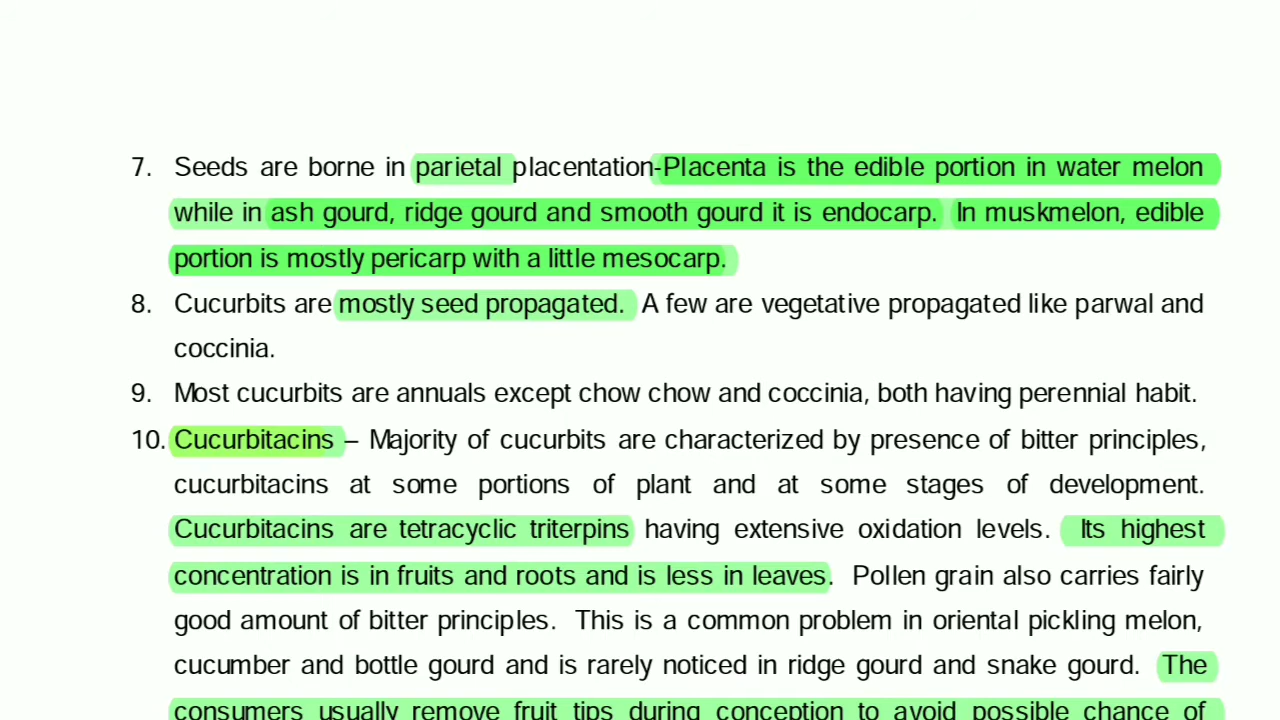 7. Seeds are borne in parietal placentation-Placenta is the edible portion in water melon
while in ash gourd, ridge gourd and smooth gourd it is endocarp. In muskmelon, edible
portion is mostly pericarp with a little mesocarp.
8. Cucurbits are mostly seed propagated. A few are vegetative propagated like parwal and
coccinia.
9. Most cucurbits are annuals except chow chow and coccinia, both having perennial habit.
10. Cucurbitacins – Majority of cucurbits are characterized by presence of bitter principles,
cucurbitacins at some portions of plant and at some stages of development.
Cucurbitacins are tetracyclic triterpins having extensive oxidation levels. Its highest
concentration is in fruits and roots and is less in leaves. Pollen grain also carries fairly
good amount of bitter principles. This is a common problem in oriental pickling melon,
cucumber and bottle gourd and is rarely noticed in ridge gourd and snake gourd. The
consumers usually remove fruit tips during conception to avoid possible chance of